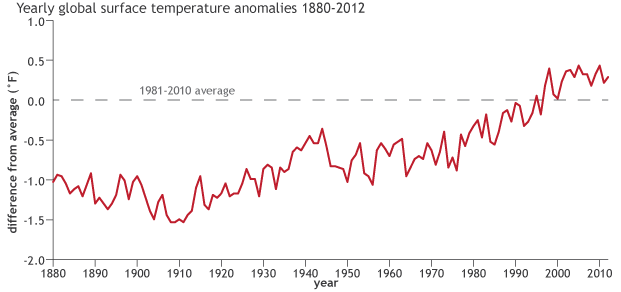 Yearly global surface temperature anomalies 1880-2012
1.0
0.5
1981-2010 average
0.0
-0.5
-1.0
-1.5
-2.0
difference from average (°F)
1880 1890 1900 1910 1920 1930 1940 1950 1960 1970 1980 1990 2000 2010
year